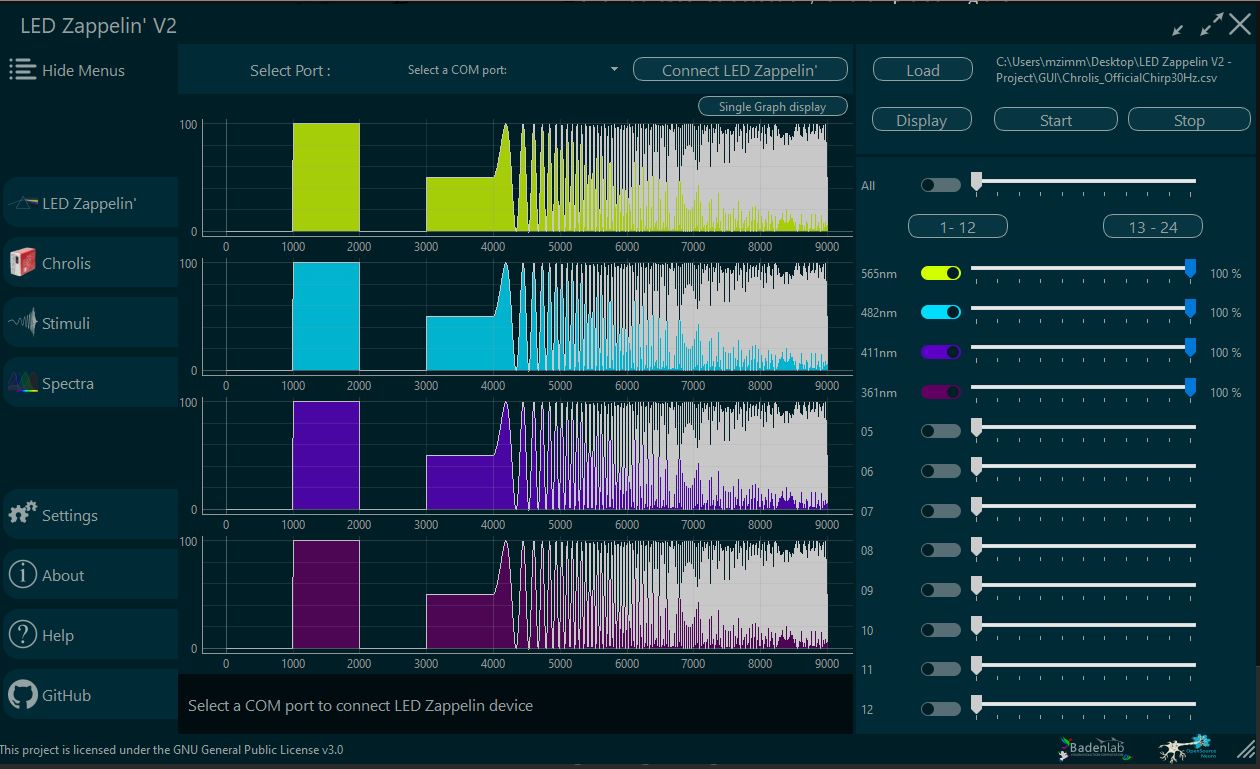 LED Zappelin' V2
Hide Menus
LED Zappelin'
Chrolis
Stimuli
Spectra
Settings
About
Help
GitHub
Select Port :
Select a COM port:
Connect LED Zappelin'
Single Graph display
100
0
0 1000 2000 3000 4000 5000 6000 7000 8000 9000
100
0
0 1000 2000 3000 4000 5000 6000 7000 8000 9000
100
0
0 1000 2000 3000 4000 5000 6000 7000 8000 9000
100
0
0 1000 2000 3000 4000 5000 6000 7000 8000 9000
Select a COM port to connect LED Zappelin device
Load
C:\Users\mzimm\Desktop\LED Zappelin V2 -
Project\GUI\Chrolis_OfficialChirp30Hz.csv
Display
Start
Stop
All
1- 12
13 - 24
565nm 100 %
482nm 100 %
411nm 100 %
361nm 100 %
05
06
07
08
09
10
11
12
This project is licensed under the GNU General Public License v3.0
Badenlab
OpenSource
Neuro